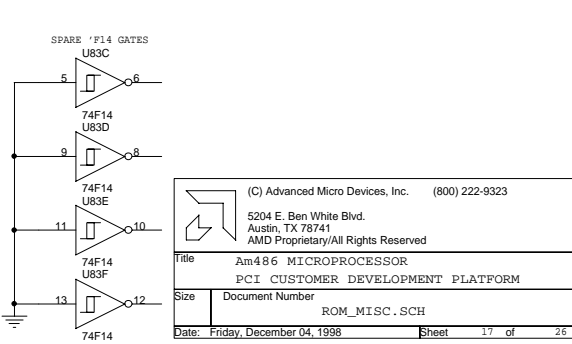 SPARE 'F14 GATES
U83C
5 6
74F14
U83D
9 8
74F14
U83E
11 10
74F14
U83F
13 12
74F14
(C) Advanced Micro Devices, Inc. (800) 222-9323
5204 E. Ben White Blvd.
Austin, TX 78741
AMD Proprietary/All Rights Reserved
Title
Am486 MICROPROCESSOR
PCI CUSTOMER DEVELOPMENT PLATFORM
Size Document Number
ROM_MISC.SCH
Date: Friday, December 04, 1998 Sheet 17 of 26